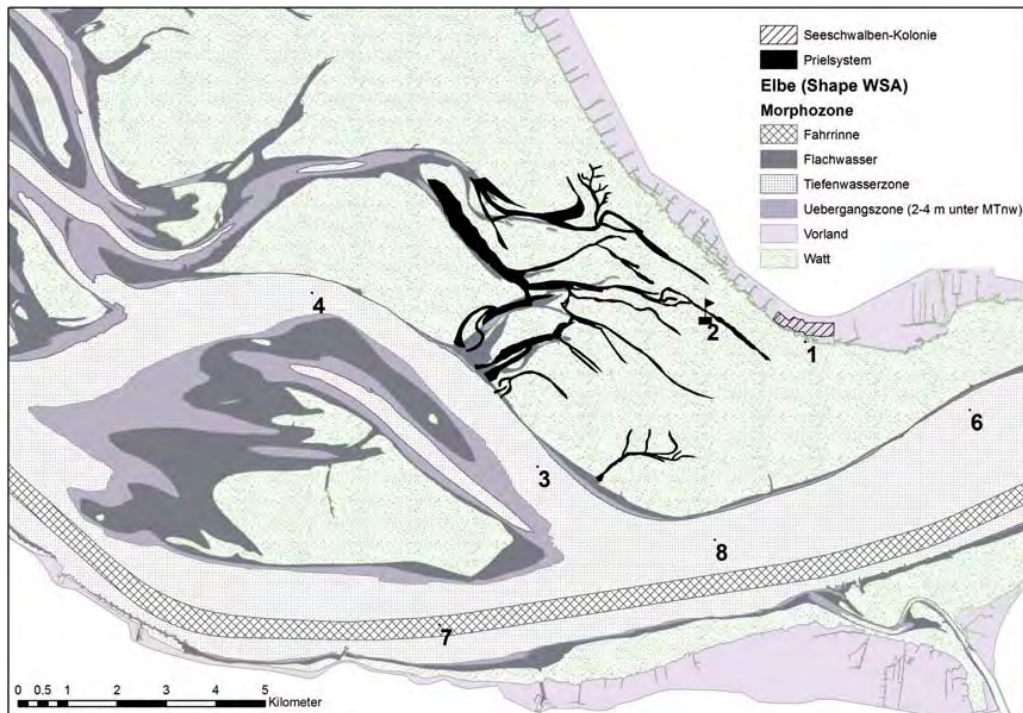 Seeschwalben-Kolonie
Prielsystem
Elbe (Shape WSA)
Morphozone
Fahrrinne
Flachwasser
Tiefenwasserzone
Uebergangszone (2-4 m unter MTnw)
Vorland
Watt
4
2
1
6
3
8
7
0 0.5 1 2 3 4 5
Kilometer